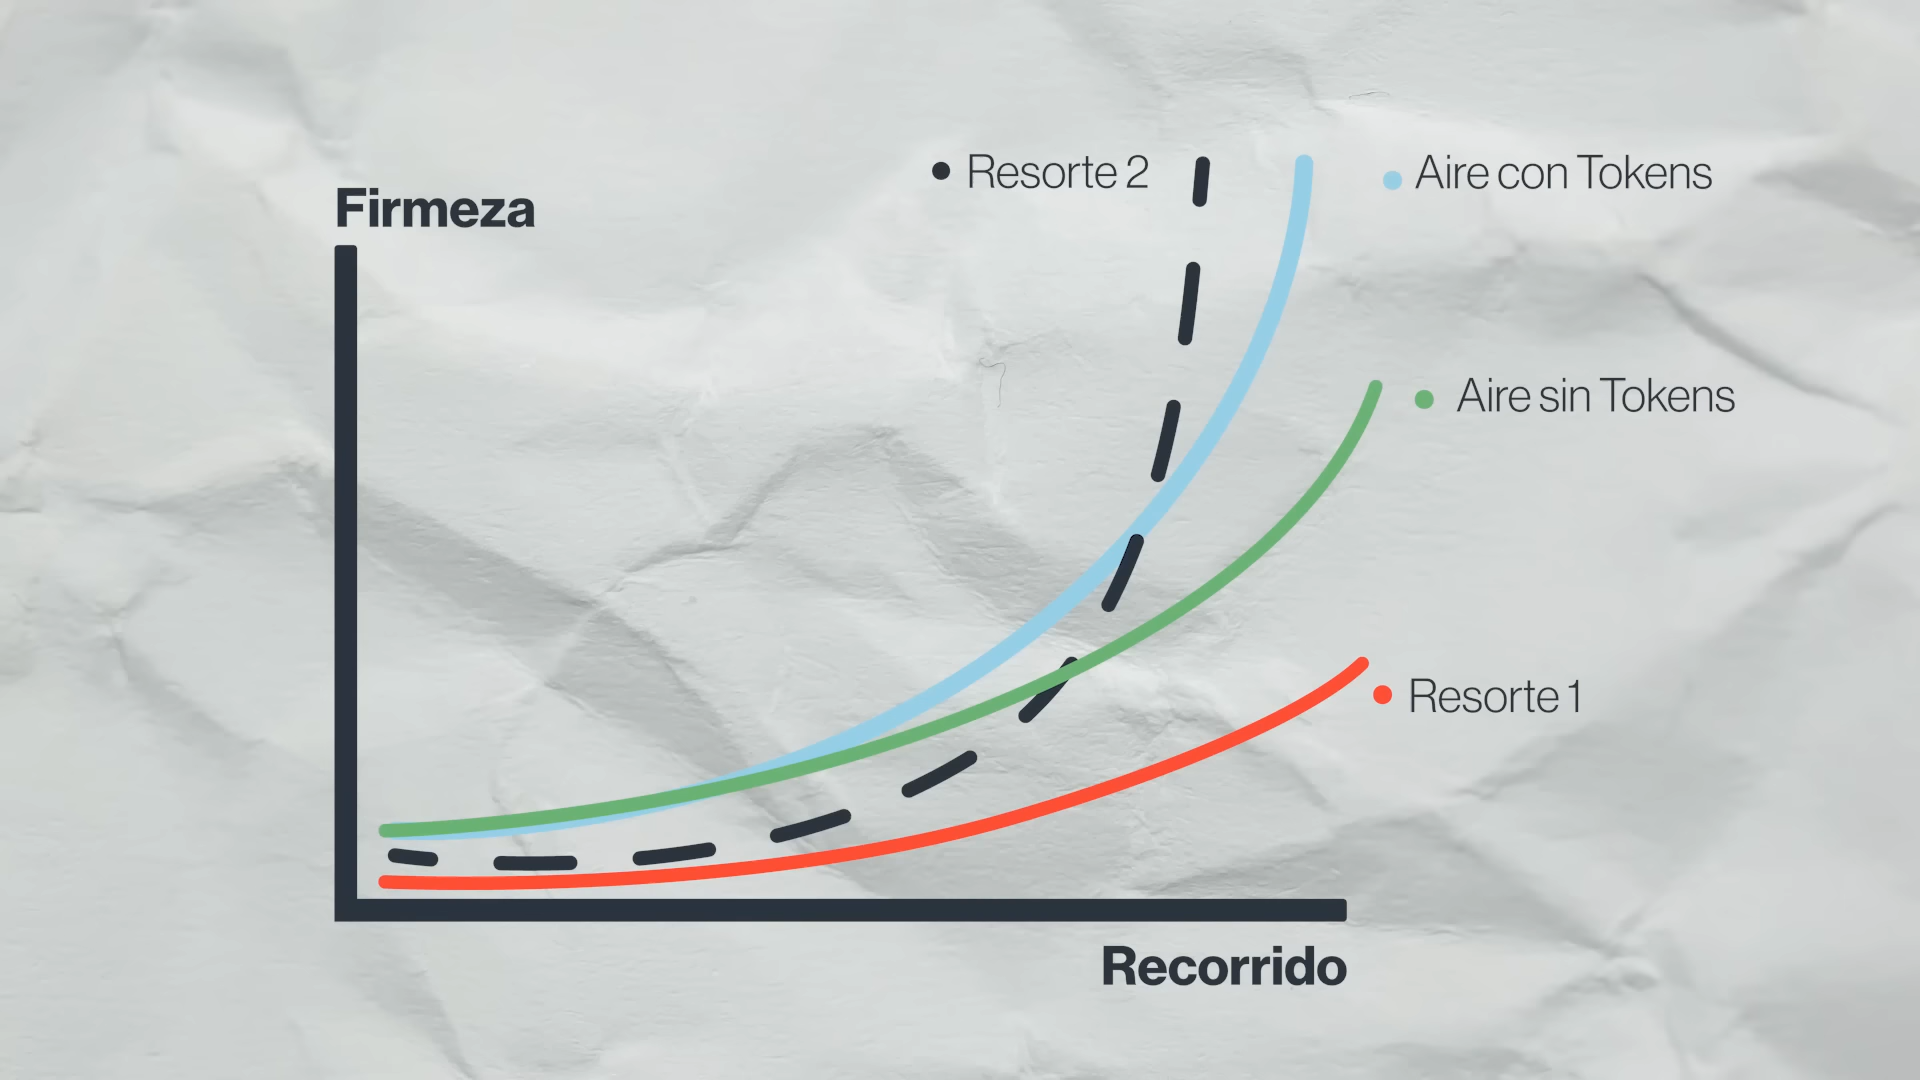 Resorte 2
Aire con Tokens
Firmeza
Aire sin Tokens
Resorte 1
Recorrido